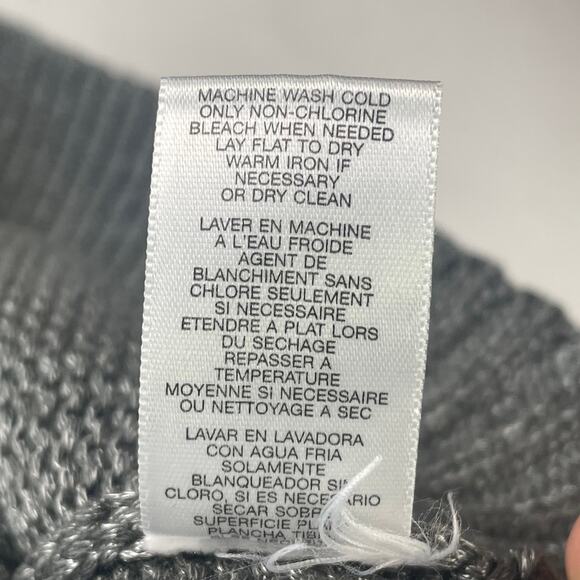 MACHINE WASH COLD
ONLY NON-CHLORINE
BLEACH WHEN NEEDED
LAY FLAT TO DRY
WARM IRON IF
NECESSARY
OR DRY CLEAN
LAVER EN MACHINE
A L'EAU FROIDE
AGENT DE
BLANCHIMENT SANS
CHLORE SEULEMENT
SI NECESSAIRE
ETENDRE A PLAT LORS
DU SECHAGE
REPASSER A
TEMPERATURE
MOYENNE SI NECESSAIRE
OU NETTOYAGE A SEC
LAVAR EN LAVADORA
CON AGUA FRIA
SOLAMENTE
BLANQUEADOR SIN
CLORO, SI ES NECESARIO
SECAR SOBRE
SUPERFICIE
PLANCHA